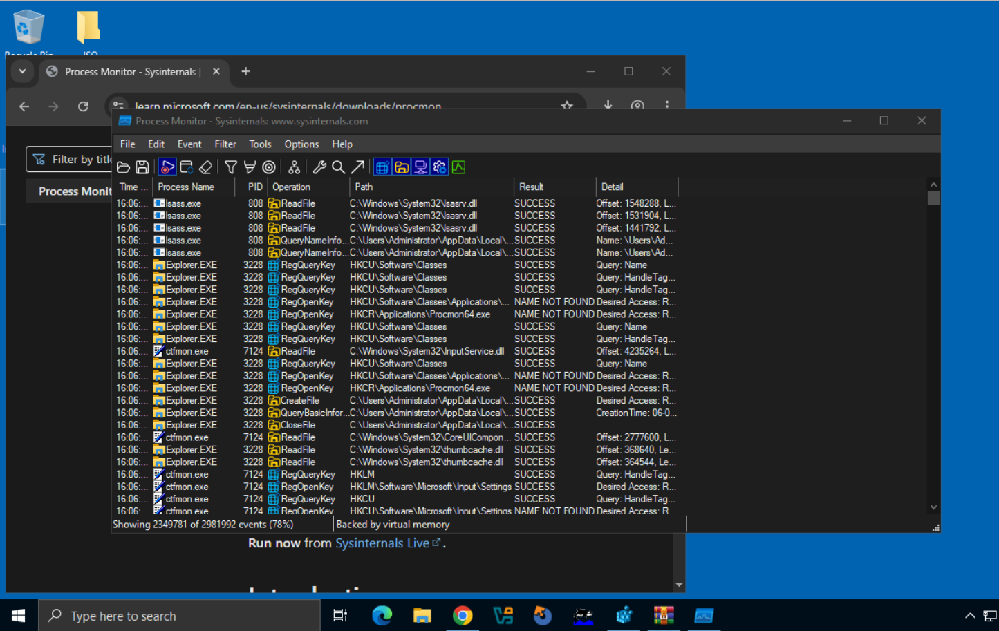 Recycle Bin
ISO
Process Monitor - Sysinternals |
learn.microsoft.com/en-us/sysinternals/downloads/procmon
Filter by title
Process Monit
Process Monitor - Sysinternals: www.sysinternals.com
File Edit Event Filter Tools Options Help
Time ... Process Name PID Operation Path Result Detail
16:06:... lsass.exe 808 ReadFile C:\Windows\System32\lsasrv.dll SUCCESS Offset: 1548288, L...
16:06:... lsass.exe 808 ReadFile C:\Windows\System32\lsasrv.dll SUCCESS Offset: 1531904, L...
16:06:... lsass.exe 808 ReadFile C:\Windows\System32\lsasrv.dll SUCCESS Offset: 1441792, L...
16:06:... lsass.exe 808 QueryNameInfo... C:\Users\Administrator\AppData\Local\... SUCCESS Name: \Users\Ad...
16:06:... lsass.exe 808 QueryNameInfo... C:\Users\Administrator\AppData\Local\... SUCCESS Name: \Users\Ad...
16:06:... Explorer.EXE 3228 RegQueryKey HKCU\Software\Classes SUCCESS Query: Name
16:06:... Explorer.EXE 3228 RegQueryKey HKCU\Software\Classes SUCCESS Query: HandleTag...
16:06:... Explorer.EXE 3228 RegQueryKey HKCU\Software\Classes SUCCESS Query: HandleTag...
16:06:... Explorer.EXE 3228 RegOpenKey HKCU\Software\Classes\Applications\... NAME NOT FOUND Desired Access: R...
16:06:... Explorer.EXE 3228 RegOpenKey HKCR\Applications\Procmon64.exe NAME NOT FOUND Desired Access: R...
16:06:... Explorer.EXE 3228 RegQueryKey HKCU\Software\Classes SUCCESS Query: Name
16:06:... Explorer.EXE 3228 RegQueryKey HKCU\Software\Classes SUCCESS Query: HandleTag...
16:06:... ctfmon.exe 7124 ReadFile C:\Windows\System32\InputService.dll SUCCESS Offset: 4235264, L...
16:06:... Explorer.EXE 3228 RegQueryKey HKCU\Software\Classes SUCCESS Query: Name
16:06:... Explorer.EXE 3228 RegOpenKey HKCU\Software\Classes\Applications\... NAME NOT FOUND Desired Access: R...
16:06:... Explorer.EXE 3228 RegOpenKey HKCR\Applications\Procmon64.exe NAME NOT FOUND Desired Access: R...
16:06:... Explorer.EXE 3228 CreateFile C:\Users\Administrator\AppData\Local\... SUCCESS Desired Access: R...
16:06:... Explorer.EXE 3228 QueryBasicInfor... C:\Users\Administrator\AppData\Local\... SUCCESS CreationTime: 06-0...
16:06:... Explorer.EXE 3228 CloseFile C:\Users\Administrator\AppData\Local\... SUCCESS
16:06:... ctfmon.exe 7124 ReadFile C:\Windows\System32\CoreUICompon... SUCCESS Offset: 2777600, L...
16:06:... Explorer.EXE 3228 ReadFile C:\Windows\System32\thumbcache.dll SUCCESS Offset: 368640, Le...
16:06:... Explorer.EXE 3228 ReadFile C:\Windows\System32\thumbcache.dll SUCCESS Offset: 364544, Le...
16:06:... ctfmon.exe 7124 RegQueryKey HKLM SUCCESS Query: HandleTag...
16:06:... ctfmon.exe 7124 RegOpenKey HKLM\Software\Microsoft\Input\Settings SUCCESS Desired Access: R...
16:06:... ctfmon.exe 7124 RegQueryKey HKCU SUCCESS Query: HandleTag...
16:06: ctfmon.exe 7124 RegOpenKey HKCU\Software\Microsoft\Input\Settings NAME NOT FOUND Desired Access: R
Showing 2349781 of 2981992 events (78%) Backed by virtual memory
Run now from Sysinternals Live.
Type here to search